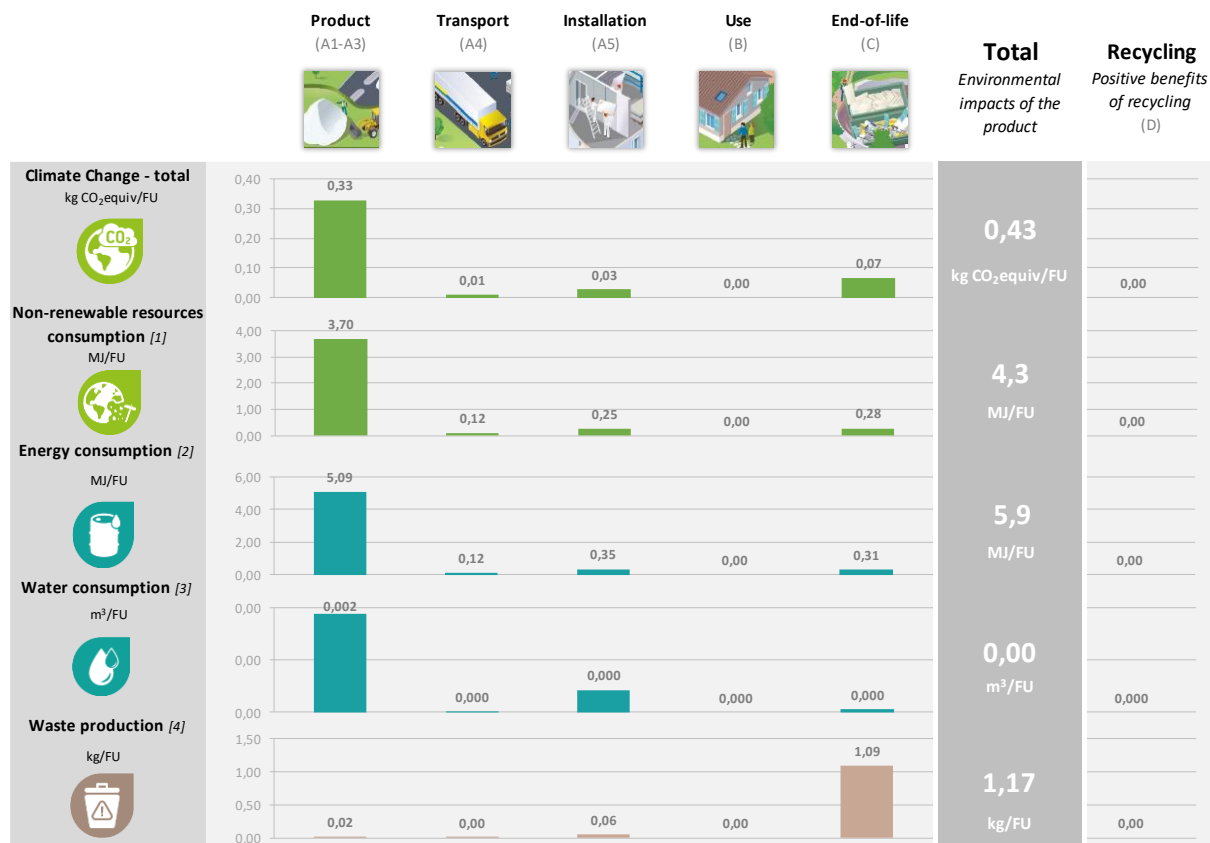 Product
(A1-A3)
Transport
(A4)
Installation
(A5)
Use
(B)
End-of-life
(C)
Total
Environmental
impacts of the
product
Recycling
Positive benefits
of recycling
(D)
Climate Change - total
kg CO₂equiv/FU
CO₂
0,40
0,30
0,20
0,10
0,00
0,33
0,01
0,03
0,00
0,07
0,43
kg CO₂equiv/FU
0,00
Non-renewable resources
consumption [1]
MJ/FU
4,00
3,00
2,00
1,00
0,00
3,70
0,12
0,25
0,00
0,28
4,3
MJ/FU
0,00
Energy consumption [2]
MJ/FU
6,00
4,00
2,00
0,00
5,09
0,12
0,35
0,00
0,31
5,9
MJ/FU
0,00
Water consumption [3]
m³/FU
0,00
0,00
0,00
0,002
0,000
0,000
0,000
0,000
0,00
m³/FU
0,000
Waste production [4]
kg/FU
1,50
1,00
0,50
0,00
0,02
0,00
0,06
0,00
1,09
1,17
kg/FU
0,00